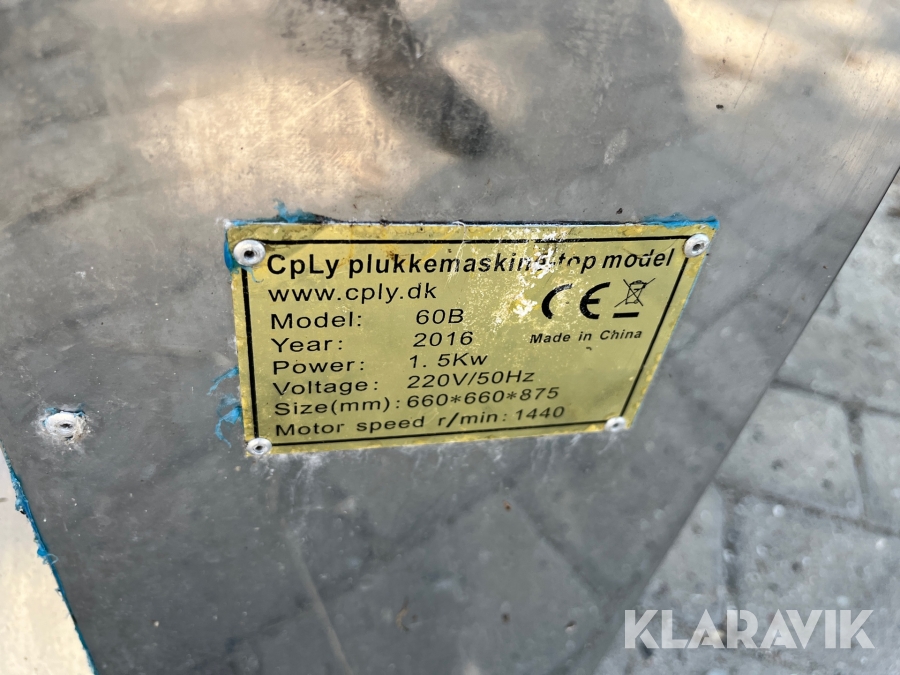 CpLy plukkemaskine-top model
www.cply.dk
Model: 60B
Year: 2016
Power: 1.5Kw
Voltage: 220V/50Hz
Size(mm): 660*660*875
Motor speed r/min: 1440
CE
Made in China
KLARAVIK